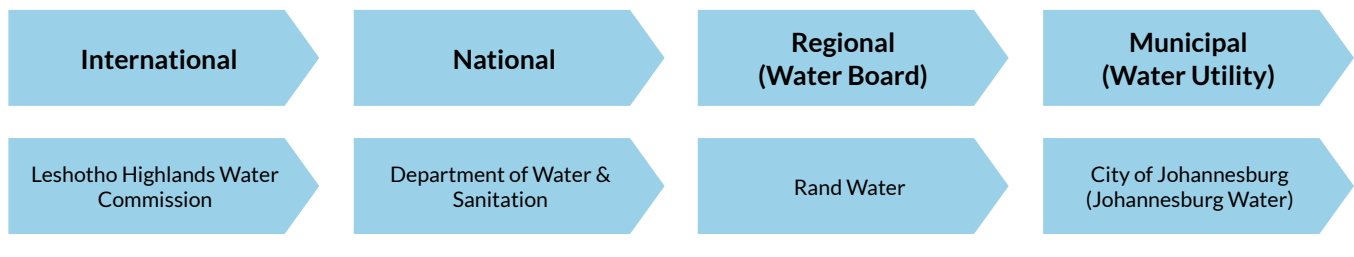 International
National
Regional
(Water Board)
Municipal
(Water Utility)
Leshotho Highlands Water
Commission
Department of Water &
Sanitation
Rand Water
City of Johannesburg
(Johannesburg Water)